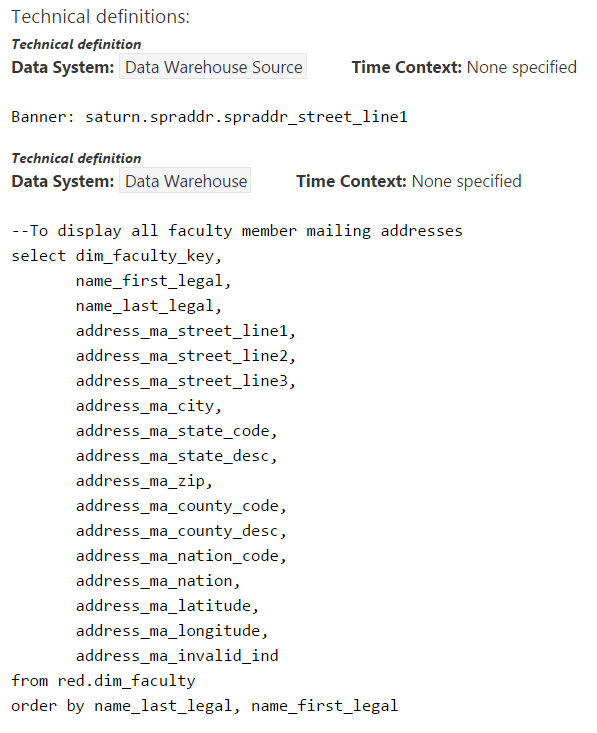 Technical definitions:
Technical definition
Data System: Data Warehouse Source Time Context: None specified
Banner: saturn.spraddr.spraddr_street_line1
Technical definition
Data System: Data Warehouse Time Context: None specified
--To display all faculty member mailing addresses
select dim_faculty_key,
       name_first_legal,
       name_last_legal,
       address_ma_street_line1,
       address_ma_street_line2,
       address_ma_street_line3,
       address_ma_city,
       address_ma_state_code,
       address_ma_state_desc,
       address_ma_zip,
       address_ma_county_code,
       address_ma_county_desc,
       address_ma_nation_code,
       address_ma_nation,
       address_ma_latitude,
       address_ma_longitude,
       address_ma_invalid_ind
from red.dim_faculty
order by name_last_legal, name_first_legal